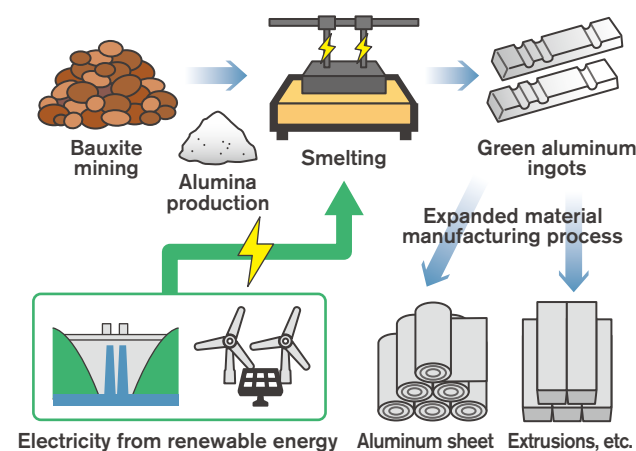 Bauxite
mining
Alumina
production
Smelting
Green aluminum
ingots
Expanded material
manufacturing process
Electricity from renewable energy
Aluminum sheet
Extrusions, etc.